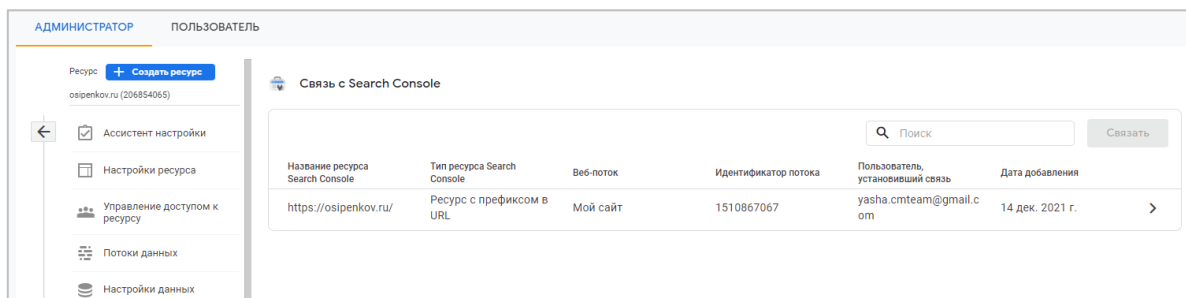 АДМИНИСТРАТОР ПОЛЬЗОВАТЕЛЬ
Ресурс + Создать ресурс
osipenkov.ru (206854065)
Ассистент настройки
Настройки ресурса
Управление доступом к
ресурсу
Потоки данных
Настройки данных
Связь с Search Console
Поиск Связать
Название ресурса
Search Console
Тип ресурса Search
Console
Веб-поток
Идентификатор потока
Пользователь,
установивший связь
Дата добавления
https://osipenkov.ru/
Ресурс с префиксом в
URL
Мой сайт
1510867067
yasha.cmteam@gmail.c
om
14 дек. 2021 г.